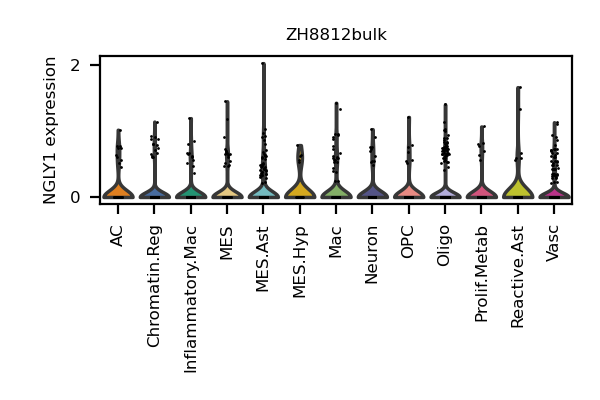 ZH8812bulk
NGLY1 expression
2
0
AC
Chromatin.Reg
Inflammatory.Mac
MES
MES.Ast
MES.Hyp
Mac
Neuron
OPC
Oligo
Prolif.Metab
Reactive.Ast
Vasc